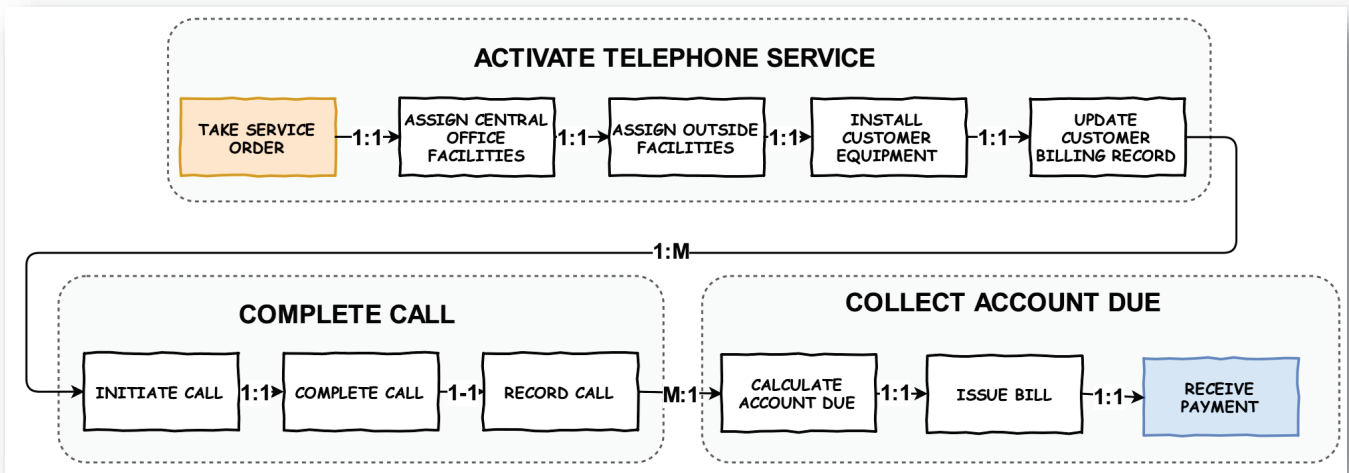 ACTIVATE TELEPHONE SERVICE
TAKE SERVICE
ORDER
1:1
ASSIGN CENTRAL
OFFICE
FACILITIES
1:1
ASSIGN OUTSIDE
FACILITIES
1:1
INSTALL
CUSTOMER
EQUIPMENT
1:1
UPDATE
CUSTOMER
BILLING RECORD
1:M
COMPLETE CALL
INITIATE CALL
1:1
COMPLETE CALL
1-1
RECORD CALL
M:1
COLLECT ACCOUNT DUE
CALCULATE
ACCOUNT DUE
1:1
ISSUE BILL
1:1
RECEIVE
PAYMENT